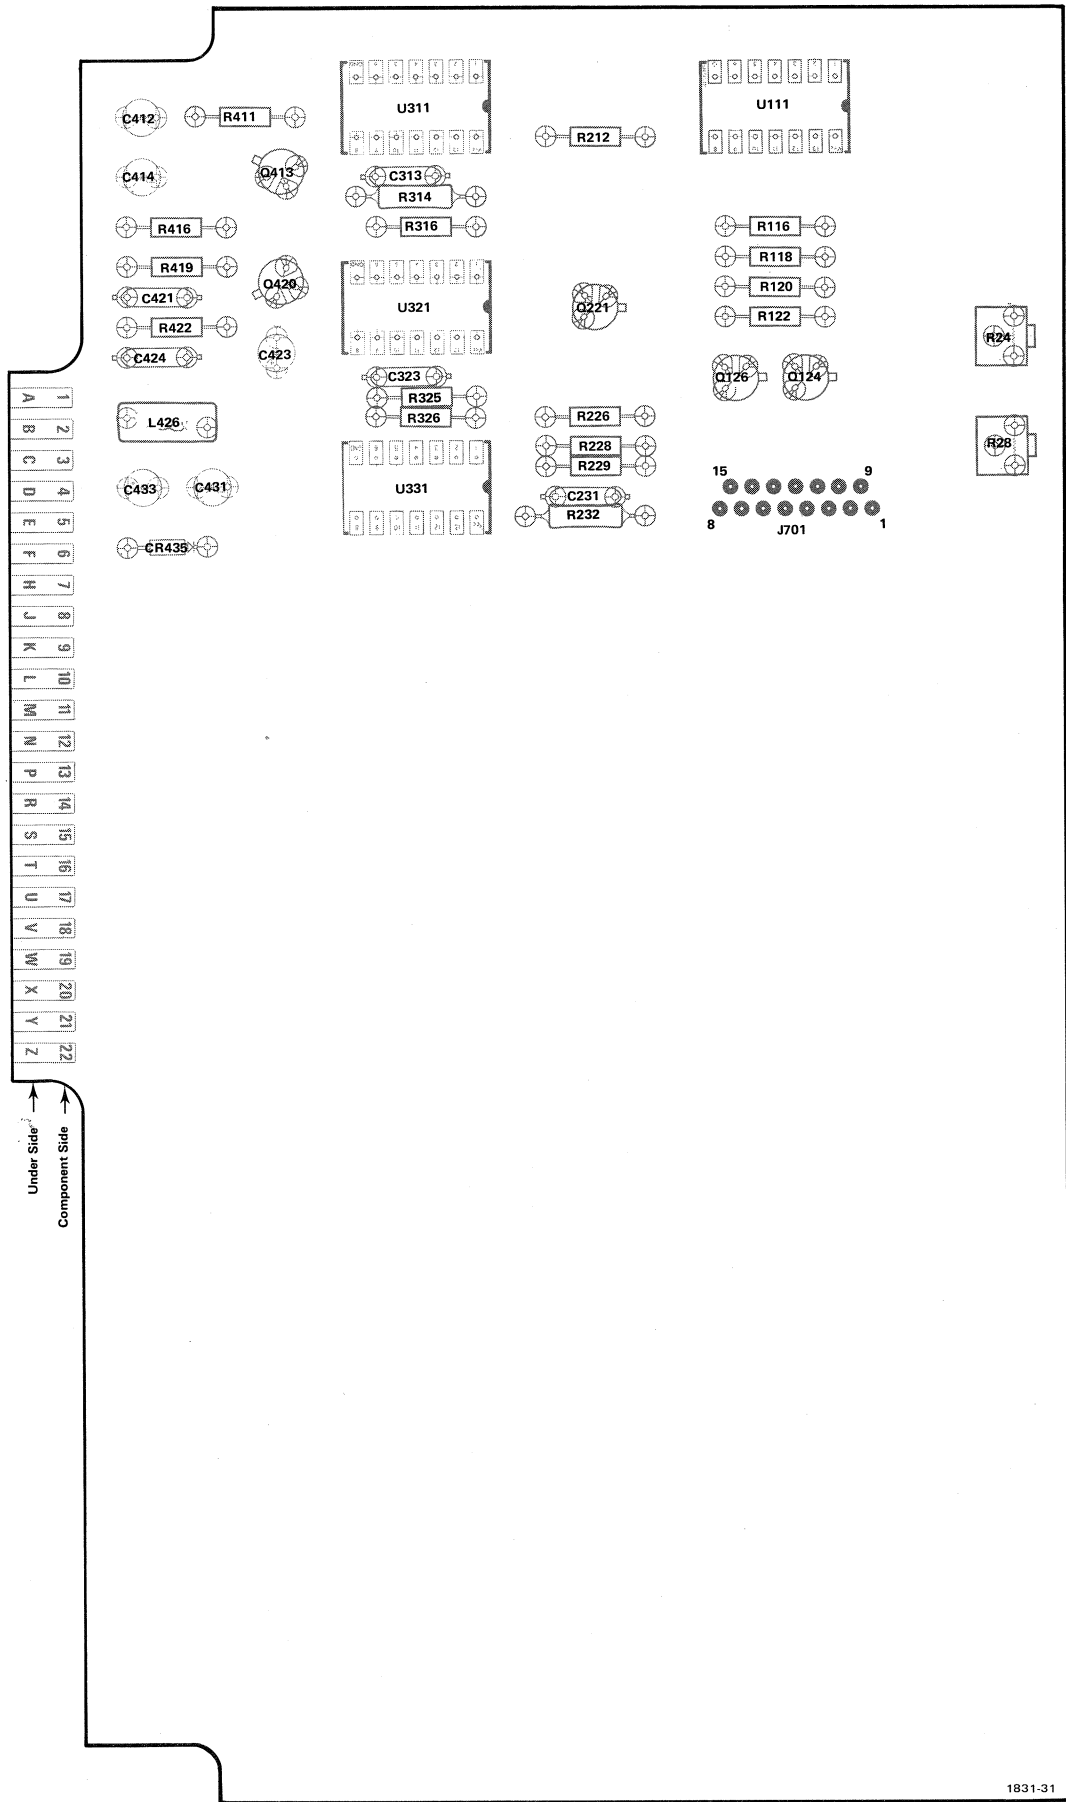 U311
U111
C412
R411
R212
C414
Q413
C313
R314
R416
R316
R116
R419
R118
Q420
C421
R120
U321
Q221
R122
R422
R24
C424
C423
C323
Q126
Q124
R325
R326
R226
L426
R228
R28
R229
15
9
C433
C431
U331
C231
R232
8
1
J701
CR435
A 1
B 2
C 3
D 4
E 5
F 6
H 7
J 8
K 9
L 10
M 11
N 12
P 13
R 14
S 15
T 16
U 17
V 18
W 19
X 20
Y 21
Z 22
Under Side
Component Side
1831-31